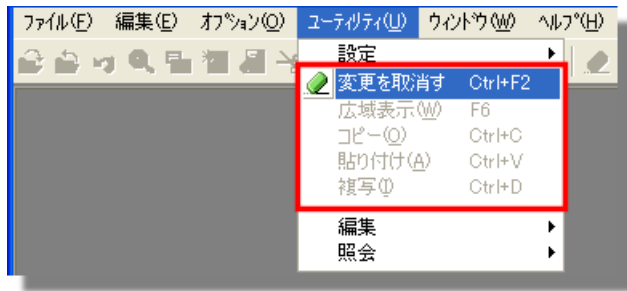 ファイル(F) 編集(E) オプション(O) ユーティリティ(U) ウィンドウ(W) ヘルプ(H)
設定
変更を取消す Ctrl+F2
広域表示(W) F6
コピー(O) Ctrl+C
貼り付け(A) Ctrl+V
複写(I) Ctrl+D
編集
照会